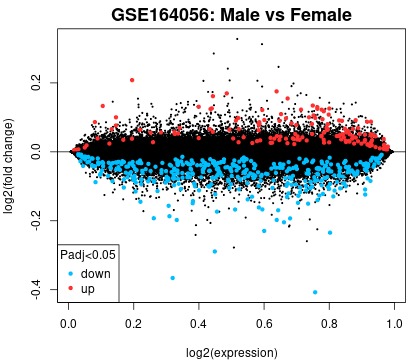 GSE164056: Male vs Female
log2(fold change)
0.2
0.0
-0.2
-0.4
Padj<0.05
down
up
0.0 0.2 0.4 0.6 0.8 1.0
log2(expression)